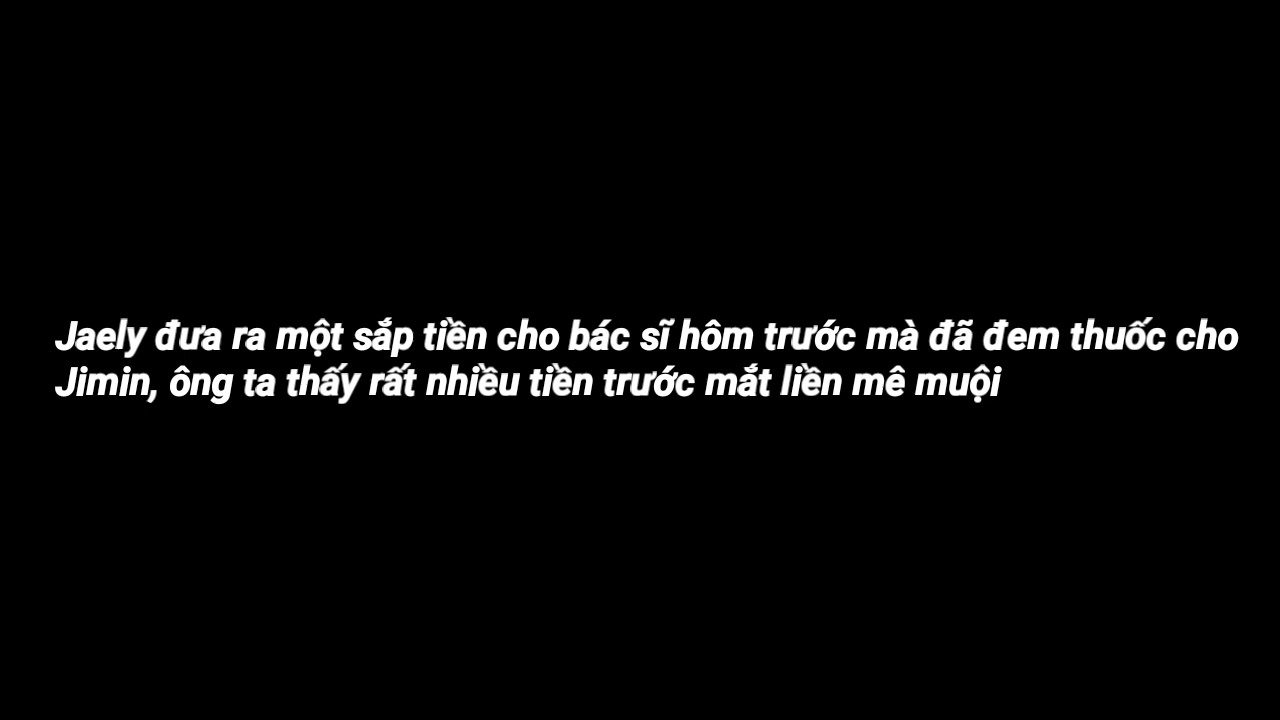 Jaely đưa ra một sắp tiền cho bác sĩ hôm trước mà đã đem thuốc cho
Jimin, ông ta thấy rất nhiều tiền trước mắt liền mê muội